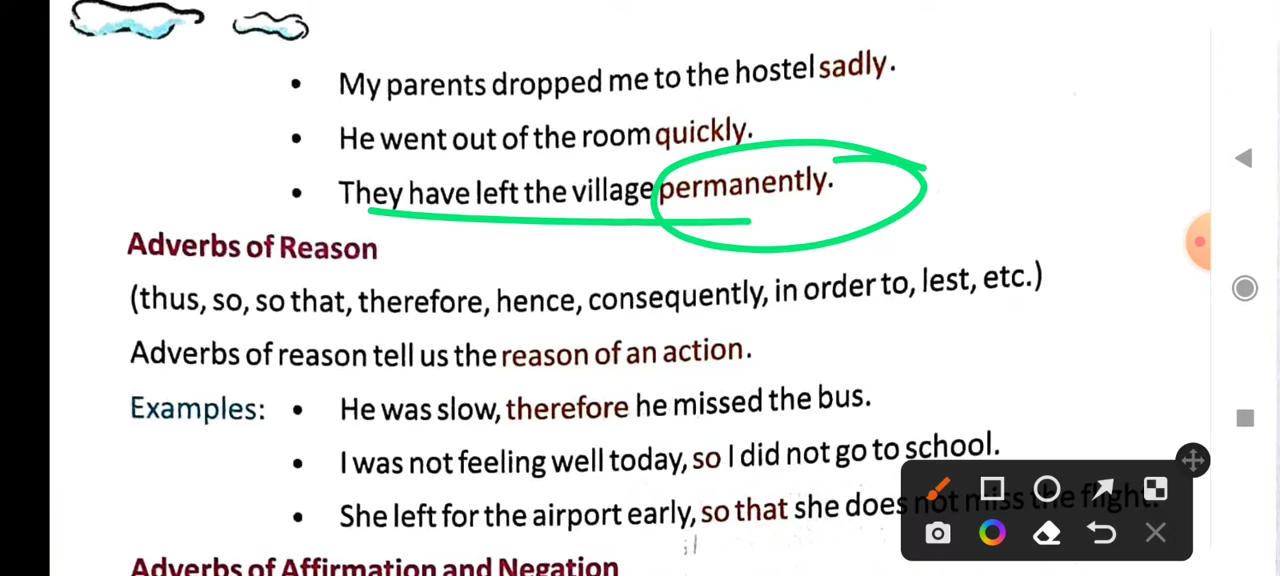 • My parents dropped me to the hostel sadly.
• He went out of the room quickly.
• They have left the village permanently.
Adverbs of Reason
(thus, so, so that, therefore, hence, consequently, in order to, lest, etc.)
Adverbs of reason tell us the reason of an action.
Examples: • He was slow, therefore he missed the bus.
• I was not feeling well today, so I did not go to school.
• She left for the airport early, so that she does not miss the flight.
Adverbs of Affirmation and Negation